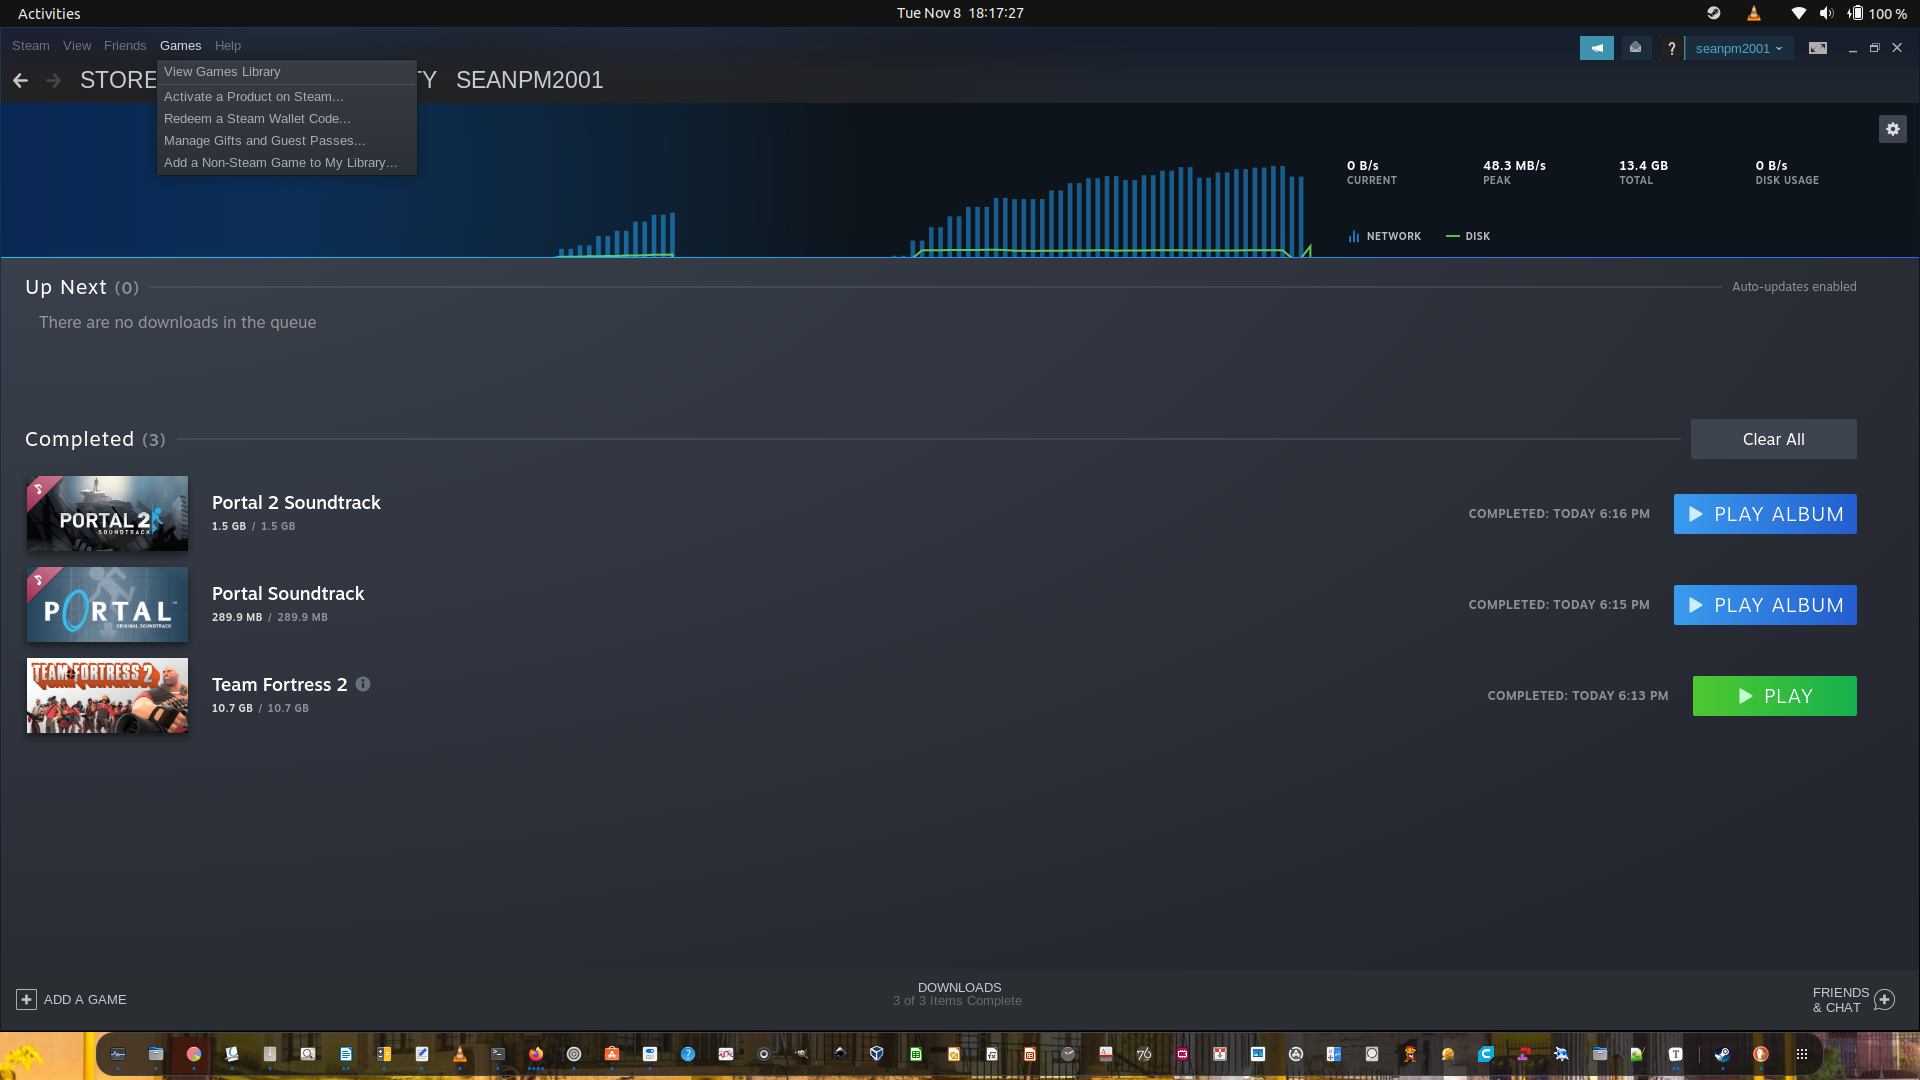 Activities
Tue Nov 8 18:17:27
100 %
Steam View Friends Games Help
seanpm2001
?
STORE TY SEANPM2001
View Games Library
Activate a Product on Steam...
Redeem a Steam Wallet Code...
Manage Gifts and Guest Passes...
Add a Non-Steam Game to My Library...
0 B/s 48.3 MB/s 13.4 GB 0 B/s
CURRENT PEAK TOTAL DISK USAGE
NETWORK DISK
Up Next (0)
Auto-updates enabled
There are no downloads in the queue
Completed (3)
Clear All
PORTAL 2
SOUNDTRACK
Portal 2 Soundtrack
1.5 GB / 1.5 GB
COMPLETED: TODAY 6:16 PM
PLAY ALBUM
PORTAL
ORIGINAL SOUNDTRACK
Portal Soundtrack
289.9 MB / 289.9 MB
COMPLETED: TODAY 6:15 PM
PLAY ALBUM
TEAM FORTRESS 2
Team Fortress 2
10.7 GB / 10.7 GB
COMPLETED: TODAY 6:13 PM
PLAY
ADD A GAME
DOWNLOADS
3 of 3 Items Complete
FRIENDS
& CHAT